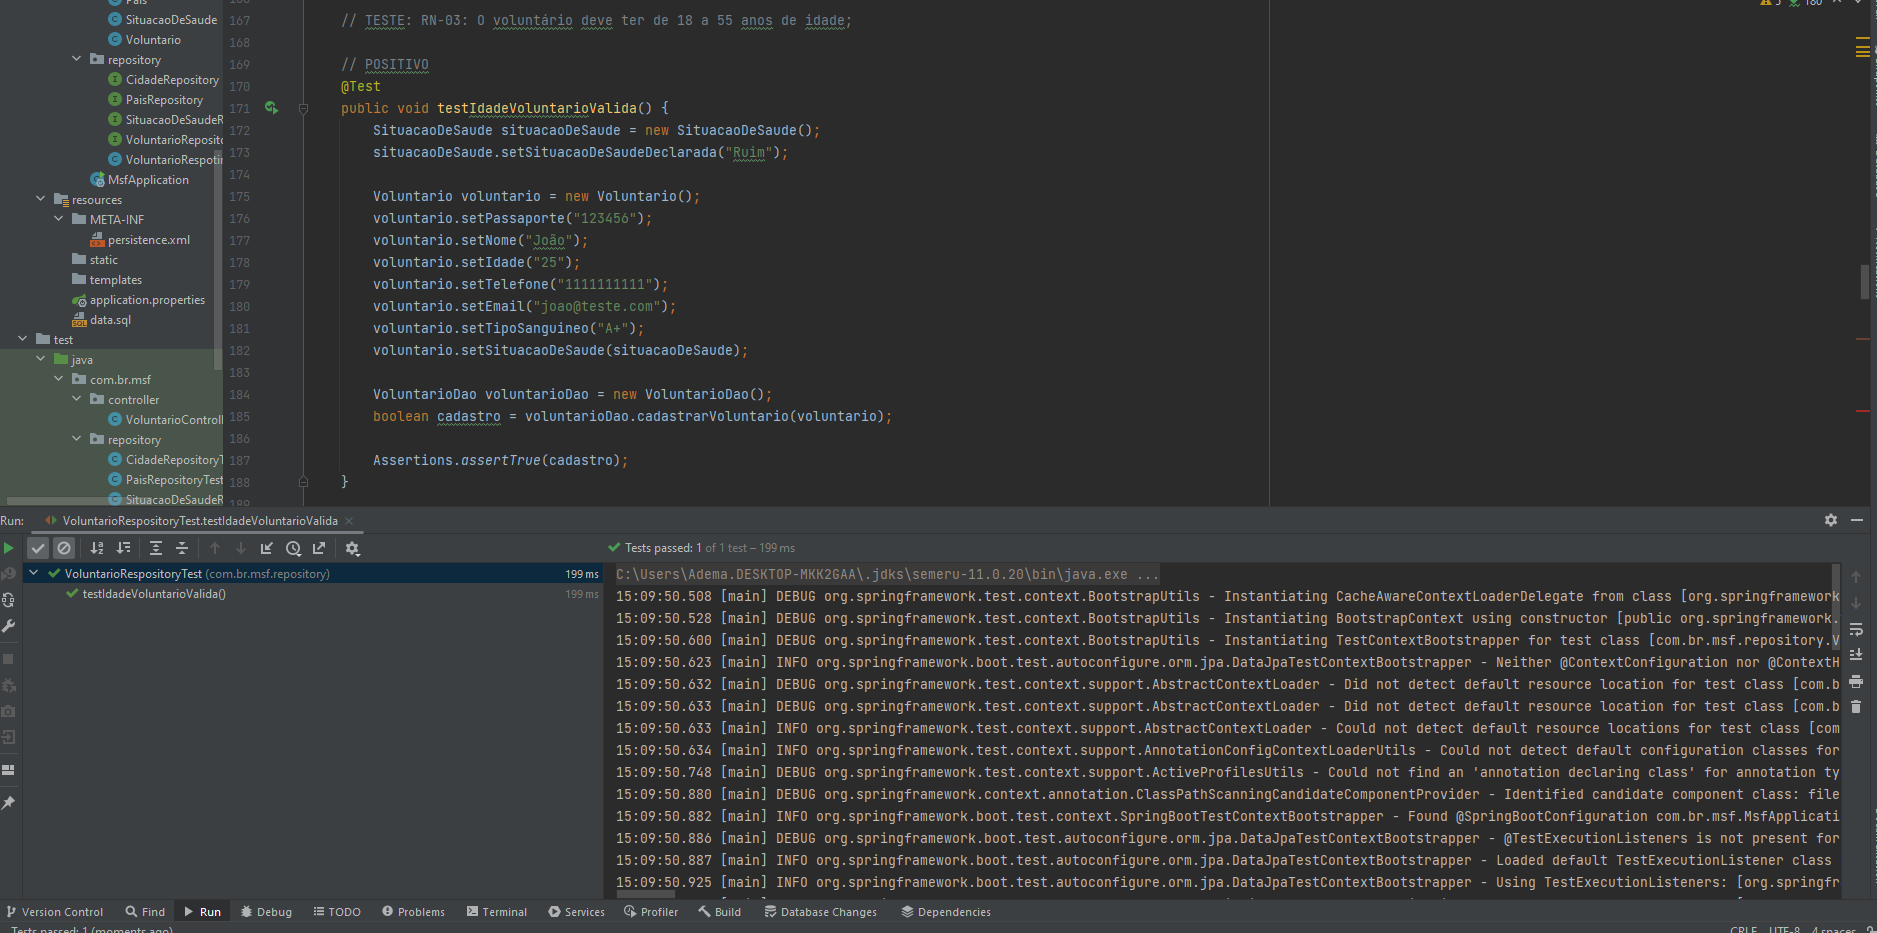 Pais
SituacaoDeSaude
Voluntario
repository
CidadeRepository
PaisRepository
SituacaoDeSaudeR
VoluntarioReposito
VoluntarioRespotir
MsfApplication
resources
META-INF
persistence.xml
static
templates
application.properties
data.sql
test
java
com.br.msf
controller
VoluntarioControll
repository
CidadeRepositoryT
PaisRepositoryTest
SituacaoDeSaudeR
180
167 // TESTE: RN-03: O voluntário deve ter de 18 a 55 anos de idade;
168
169 // POSITIVO
170 @Test
171 public void testIdadeVoluntarioValida() {
172 SituacaoDeSaude situacaoDeSaude = new SituacaoDeSaude();
173 situacaoDeSaude.setSituacaoDeSaudeDeclarada("Ruim");
174
175 Voluntario voluntario = new Voluntario();
176 voluntario.setPassaporte("123456");
177 voluntario.setNome("João");
178 voluntario.setIdade("25");
179 voluntario.setTelefone("1111111111");
180 voluntario.setEmail("joao@teste.com");
181 voluntario.setTipoSanguineo("A+");
182 voluntario.setSituacaoDeSaude(situacaoDeSaude);
183
184 VoluntarioDao voluntarioDao = new VoluntarioDao();
185 boolean cadastro = voluntarioDao.cadastrarVoluntario(voluntario);
186
187 Assertions.assertTrue(cadastro);
188 }
189
Run: VoluntarioRespositoryTest.testIdadeVoluntarioValida
Tests passed: 1 of 1 test – 199 ms
VoluntarioRespositoryTest (com.br.msf.repository) 199 ms
testIdadeVoluntarioValida() 199 ms
C:\Users\Adema.DESKTOP-MKK2GAA\.jdks\semeru-11.0.20\bin\java.exe ...
15:09:50.508 [main] DEBUG org.springframework.test.context.BootstrapUtils - Instantiating CacheAwareContextLoaderDelegate from class [org.springframework
15:09:50.528 [main] DEBUG org.springframework.test.context.BootstrapUtils - Instantiating BootstrapContext using constructor [public org.springframework.
15:09:50.600 [main] DEBUG org.springframework.test.context.BootstrapUtils - Instantiating TestContextBootstrapper for test class [com.br.msf.repository.V
15:09:50.623 [main] INFO org.springframework.boot.test.autoconfigure.orm.jpa.DataJpaTestContextBootstrapper - Neither @ContextConfiguration nor @ContextH
15:09:50.632 [main] DEBUG org.springframework.test.context.support.AbstractContextLoader - Did not detect default resource location for test class [com.b
15:09:50.633 [main] DEBUG org.springframework.test.context.support.AbstractContextLoader - Did not detect default resource location for test class [com.b
15:09:50.633 [main] INFO org.springframework.test.context.support.AbstractContextLoader - Could not detect default resource locations for test class [com
15:09:50.634 [main] INFO org.springframework.test.context.support.AnnotationConfigContextLoaderUtils - Could not detect default configuration classes for
15:09:50.748 [main] DEBUG org.springframework.test.context.support.ActiveProfilesUtils - Could not find an 'annotation declaring class' for annotation ty
15:09:50.880 [main] DEBUG org.springframework.context.annotation.ClassPathScanningCandidateComponentProvider - Identified candidate component class: file
15:09:50.882 [main] INFO org.springframework.boot.test.context.SpringBootTestContextBootstrapper - Found @SpringBootConfiguration com.br.msf.MsfApplicati
15:09:50.886 [main] DEBUG org.springframework.boot.test.autoconfigure.orm.jpa.DataJpaTestContextBootstrapper - @TestExecutionListeners is not present for
15:09:50.887 [main] INFO org.springframework.boot.test.autoconfigure.orm.jpa.DataJpaTestContextBootstrapper - Loaded default TestExecutionListener class
15:09:50.925 [main] INFO org.springframework.boot.test.autoconfigure.orm.jpa.DataJpaTestContextBootstrapper - Using TestExecutionListeners: [org.springfr
Version Control Find Run Debug TODO Problems Terminal Services Profiler Build Database Changes Dependencies
Tests passed: 1 (moments ago) CRLF UTF-8 4 spaces